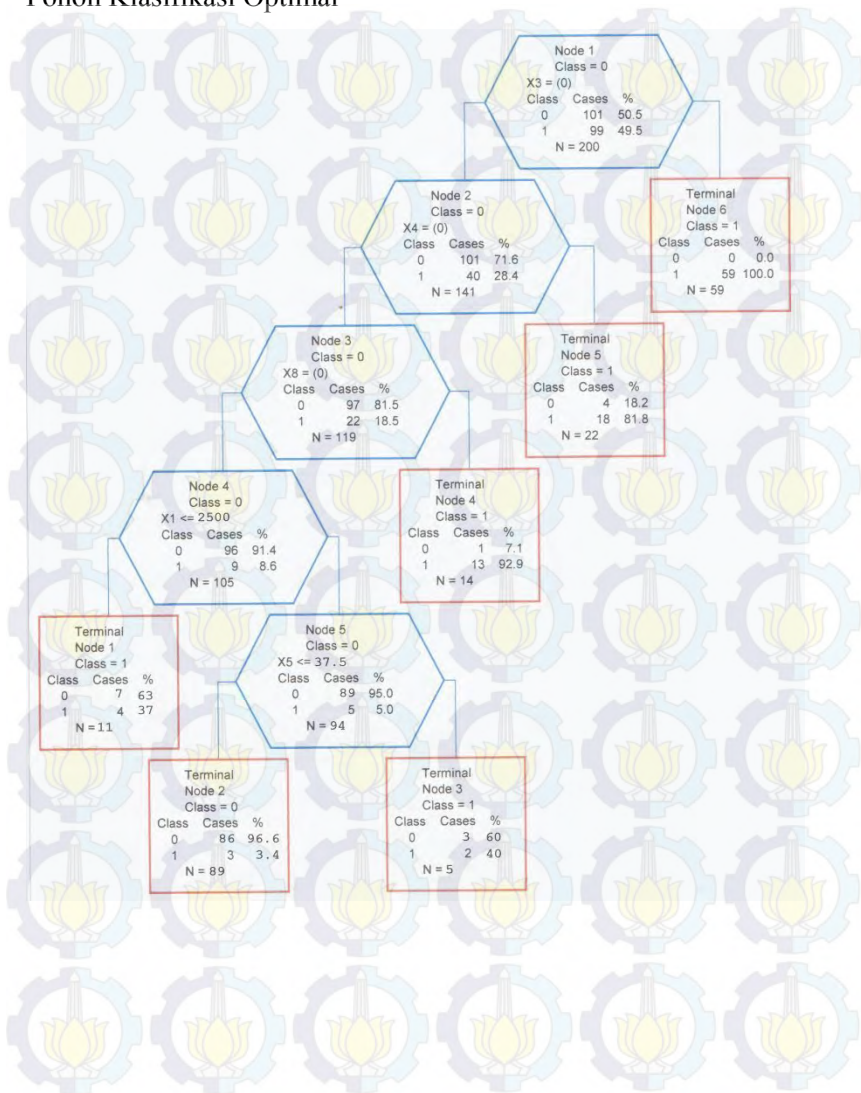 Pohon Klasifikasi Optimal
Node 1
Class = 0
X3 = (0)
Class Cases %
0 101 50.5
1 99 49.5
N = 200
Node 2
Class = 0
X4 = (0)
Class Cases %
0 101 71.6
1 40 28.4
N = 141
Terminal
Node 6
Class = 1
Class Cases %
0 0 0.0
1 59 100.0
N = 59
Node 3
Class = 0
X8 = (0)
Class Cases %
0 97 81.5
1 22 18.5
N = 119
Terminal
Node 5
Class = 1
Class Cases %
0 4 18.2
1 18 81.8
N = 22
Node 4
Class = 0
X1 <= 2500
Class Cases %
0 96 91.4
1 9 8.6
N = 105
Terminal
Node 4
Class = 1
Class Cases %
0 1 7.1
1 13 92.9
N = 14
Terminal
Node 1
Class = 1
Class Cases %
0 7 63
1 4 37
N = 11
Node 5
Class = 0
X5 <= 37.5
Class Cases %
0 89 95.0
1 5 5.0
N = 94
Terminal
Node 2
Class = 0
Class Cases %
0 86 96.6
1 3 3.4
N = 89
Terminal
Node 3
Class = 1
Class Cases %
0 3 60
1 2 40
N = 5